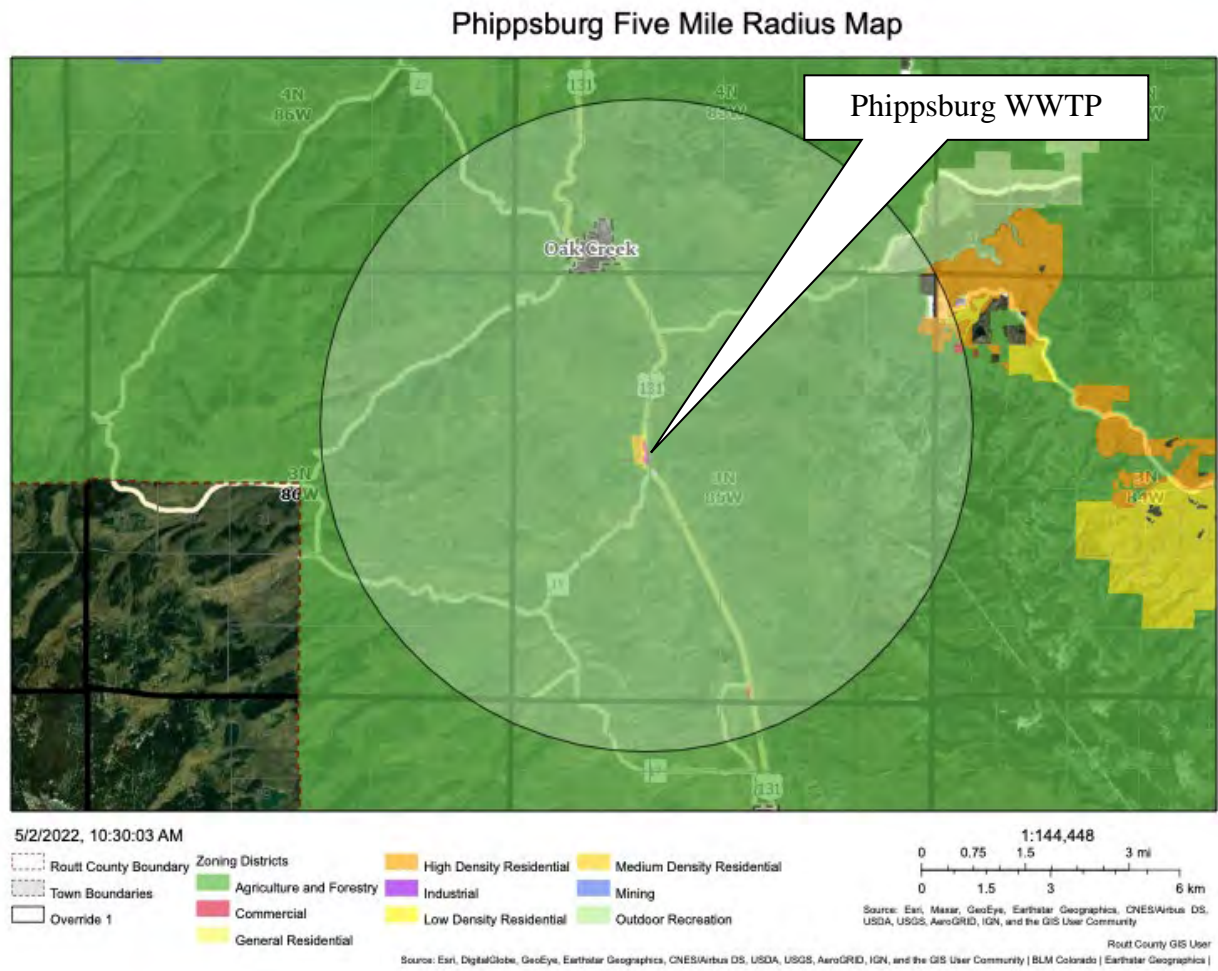 Phippsburg Five Mile Radius Map
Phippsburg WWTP
4N
86W
27
131
4N
85W
Oak Creek
131
3N
86W
3N
85W
3N
84W
131
5/2/2022, 10:30:03 AM
Routt County Boundary
Town Boundaries
Override 1
Zoning Districts
Agriculture and Forestry
Commercial
General Residential
High Density Residential
Industrial
Low Density Residential
Medium Density Residential
Mining
Outdoor Recreation
1:144,448
0 0.75 1.5 3 mi
0 1.5 3 6 km
Source: Esri, Maxar, GeoEye, Earthstar Geographics, CNES/Airbus DS,
USDA, USGS, AeroGRID, IGN, and the GIS User Community
Routt County GIS User
Source: Esri, DigitalGlobe, GeoEye, Earthstar Geographics, CNES/Airbus DS, USDA, USGS, AeroGRID, IGN, and the GIS User Community | BLM Colorado | Earthstar Geographics |